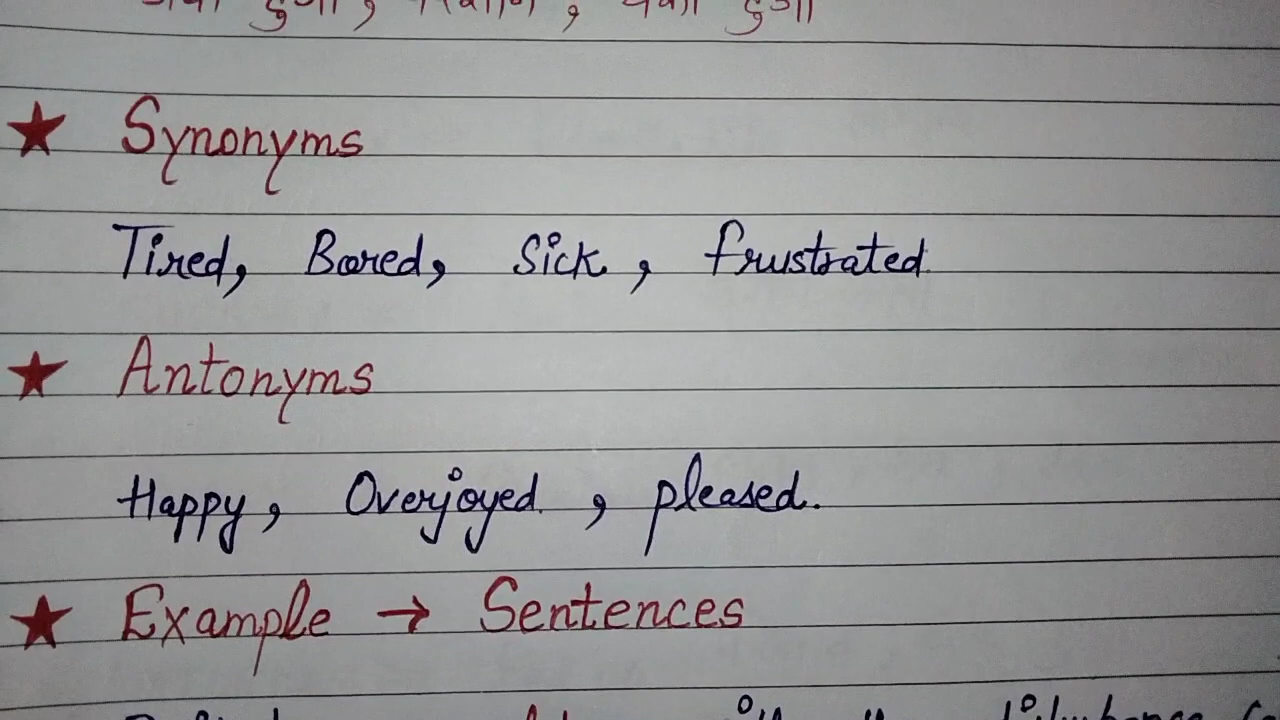 ★ Synonyms
Tired, Bored, Sick, frustrated
★ Antonyms
Happy, Overjoyed, pleased.
★ Example → Sentences